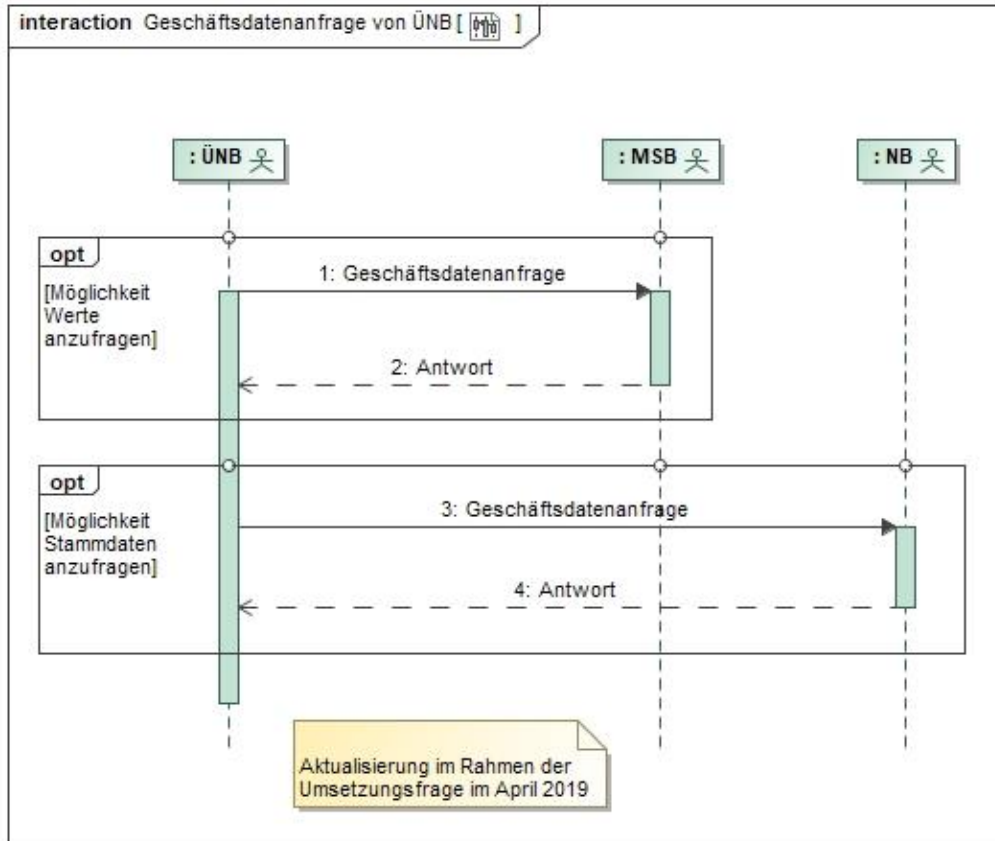 interaction Geschäftsdatenanfrage von ÜNB [ ]
: ÜNB
: MSB
: NB
opt
[Möglichkeit
Werte
anzufragen]
1: Geschäftsdatenanfrage
2: Antwort
opt
[Möglichkeit
Stammdaten
anzufragen]
3: Geschäftsdatenanfrage
4: Antwort
Aktualisierung im Rahmen der
Umsetzungsfrage im April 2019